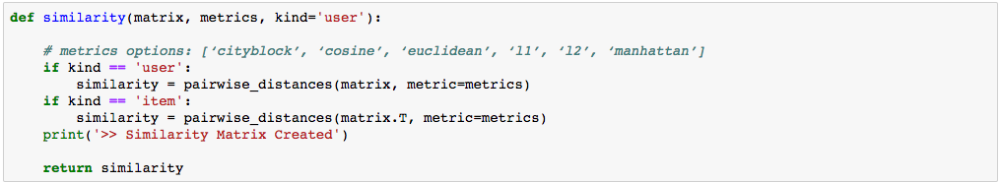 def similarity(matrix, metrics, kind='user'):
    # metrics options: [‘cityblock’, ‘cosine’, ‘euclidean’, ‘l1’, ‘l2’, ‘manhattan’]
    if kind == 'user':
        similarity = pairwise_distances(matrix, metric=metrics)
    if kind == 'item':
        similarity = pairwise_distances(matrix.T, metric=metrics)
    print('>> Similarity Matrix Created')
    return similarity